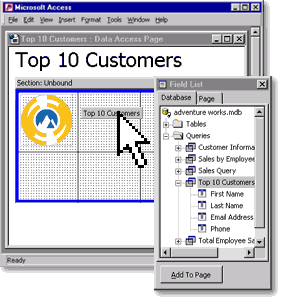 Microsoft Access
File Edit View Insert Format Tools Window Help
Top 10 Customers : Data Access Page
Top 10 Customers
Section: Unbound
Top 10 Customers
Ready
Field List
Database
Page
adventure works.mdb
Tables
Queries
Customer Informa
Sales by Employee
Sales Query
Top 10 Customers
First Name
Last Name
Email Address
Phone
Total Employee Sa
Add To Page